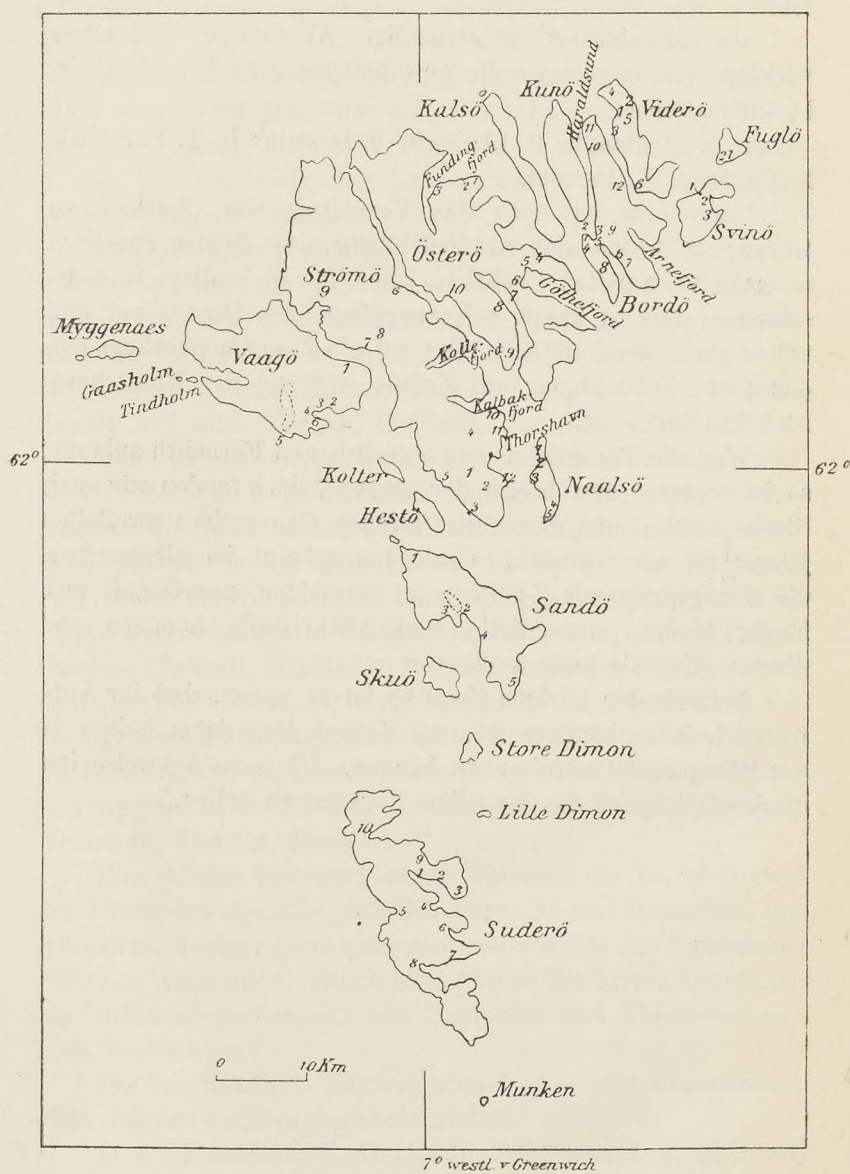 Kalsö
Kunö
Haraldsund
Viderö
Fuglö
Svinö
Funding
fjord
Österö
Strömö
Arnefjord
Göthefjord
Bordö
Myggenaes
Vaagö
Gaasholm
Tindholm
Kolle-
fjord
Kalbak-
fjord
Thorshavn
62°
62°
Kolter
Naalsö
Hestö
Sandö
Skuö
Store Dimon
Lille Dimon
Suderö
0 10 Km
Munken
7° westl. v Greenwich